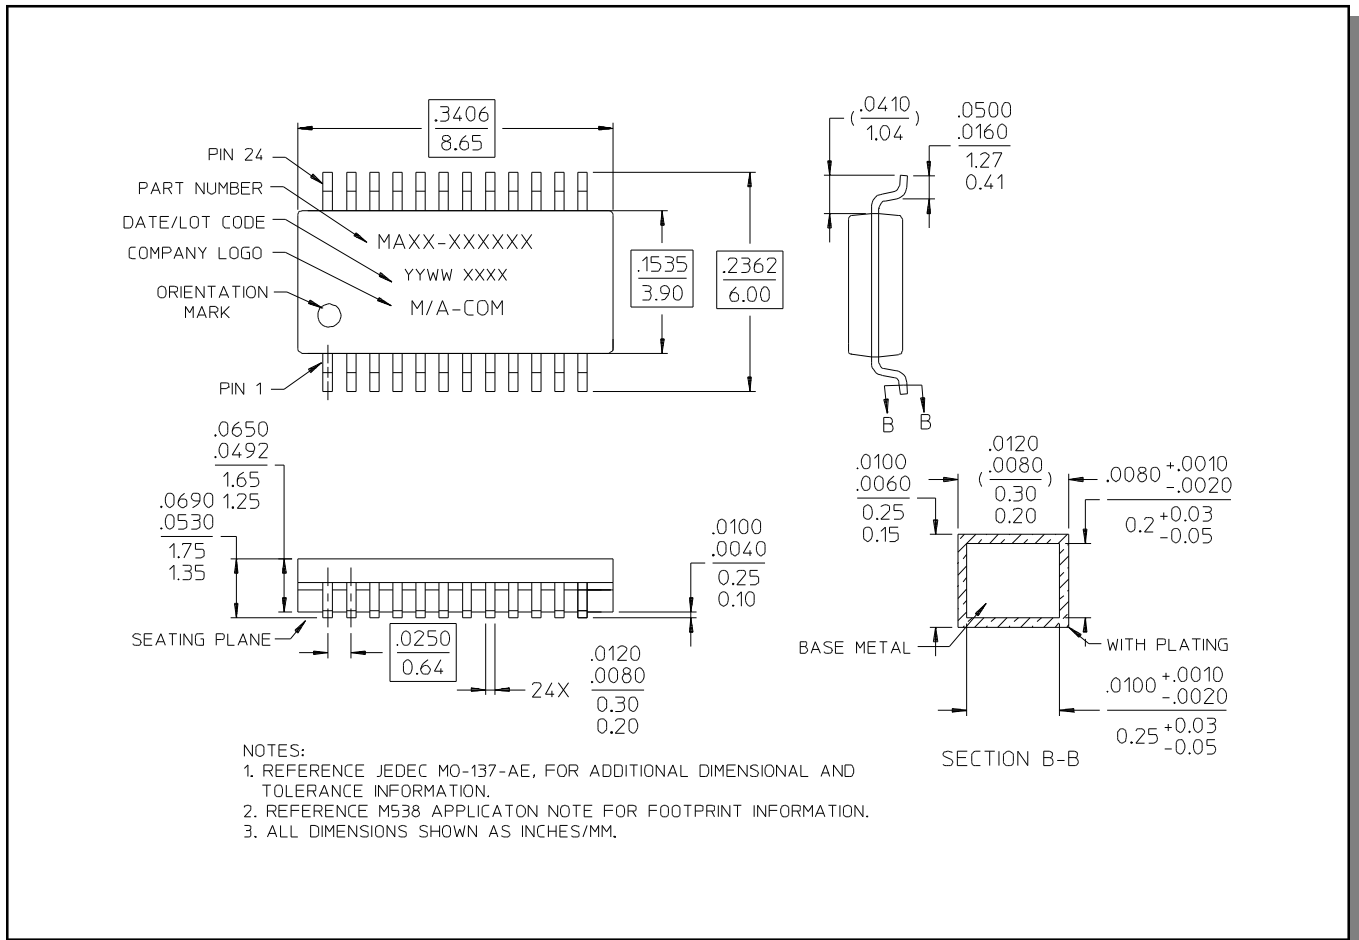 .3406
8.65
PIN 24
PART NUMBER
DATE/LOT CODE
COMPANY LOGO
ORIENTATION
MARK
PIN 1
MAXX-XXXXXX
YYWW XXXX
M/A-COM
.1535
3.90
.2362
6.00
(.0410)
1.04
.0500
.0160
1.27
0.41
B B
.0650
.0492
1.65
1.25
.0690
.0530
1.75
1.35
SEATING PLANE
.0250
0.64
24X
.0120
.0080
0.30
0.20
.0100
.0040
0.25
0.10
.0100
.0060
0.25
0.15
.0120
(.0080)
0.30
0.20
.0080 +.0010
-.0020
0.2 +0.03
-0.05
BASE METAL
WITH PLATING
.0100 +.0010
-.0020
0.25 +0.03
-0.05
SECTION B-B
NOTES:
1. REFERENCE JEDEC MO-137-AE, FOR ADDITIONAL DIMENSIONAL AND
TOLERANCE INFORMATION.
2. REFERENCE M538 APPLICATON NOTE FOR FOOTPRINT INFORMATION.
3. ALL DIMENSIONS SHOWN AS INCHES/MM.